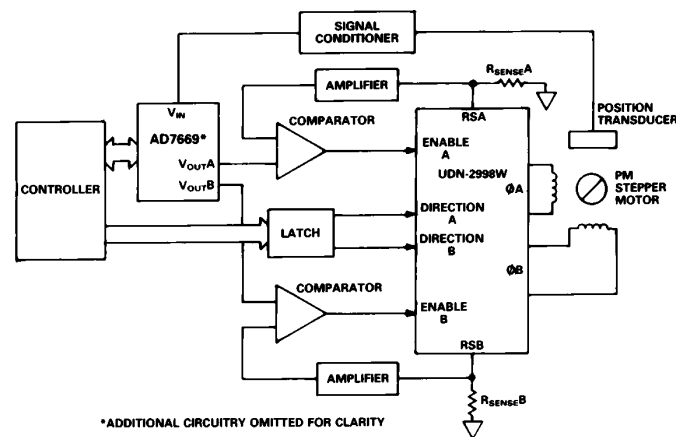 SIGNAL
CONDITIONER
AMPLIFIER
RSENSEA
VIN
AD7669*
VOUTA
VOUTB
COMPARATOR
RSA
POSITION
TRANSDUCER
CONTROLLER
ENABLE
A
UDN-2998W
ØA
PM
STEPPER
MOTOR
LATCH
DIRECTION
A
DIRECTION
B
ØB
COMPARATOR
ENABLE
B
RSB
AMPLIFIER
RSENSEB
*ADDITIONAL CIRCUITRY OMITTED FOR CLARITY